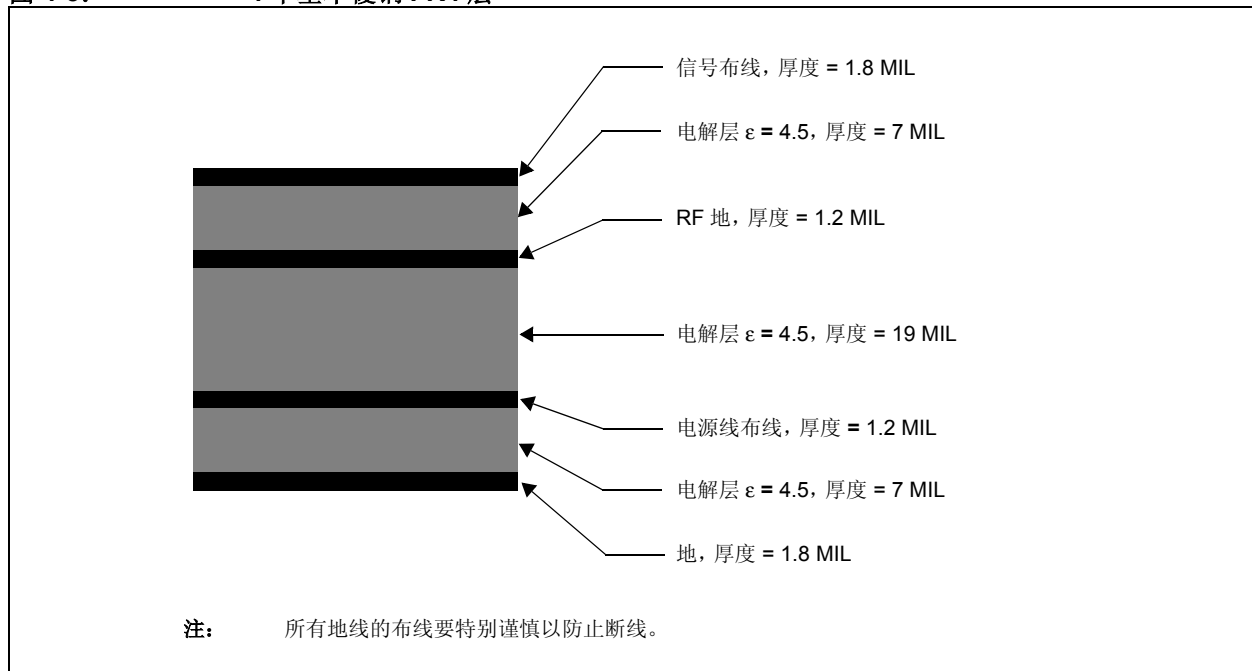 信号布线，厚度 = 1.8 MIL
电解层 ε = 4.5，厚度 = 7 MIL
RF 地，厚度 = 1.2 MIL
电解层 ε = 4.5，厚度 = 19 MIL
电源线布线，厚度 = 1.2 MIL
电解层 ε = 4.5，厚度 = 7 MIL
地，厚度 = 1.8 MIL
注： 所有地线的布线要特别谨慎以防止断线。